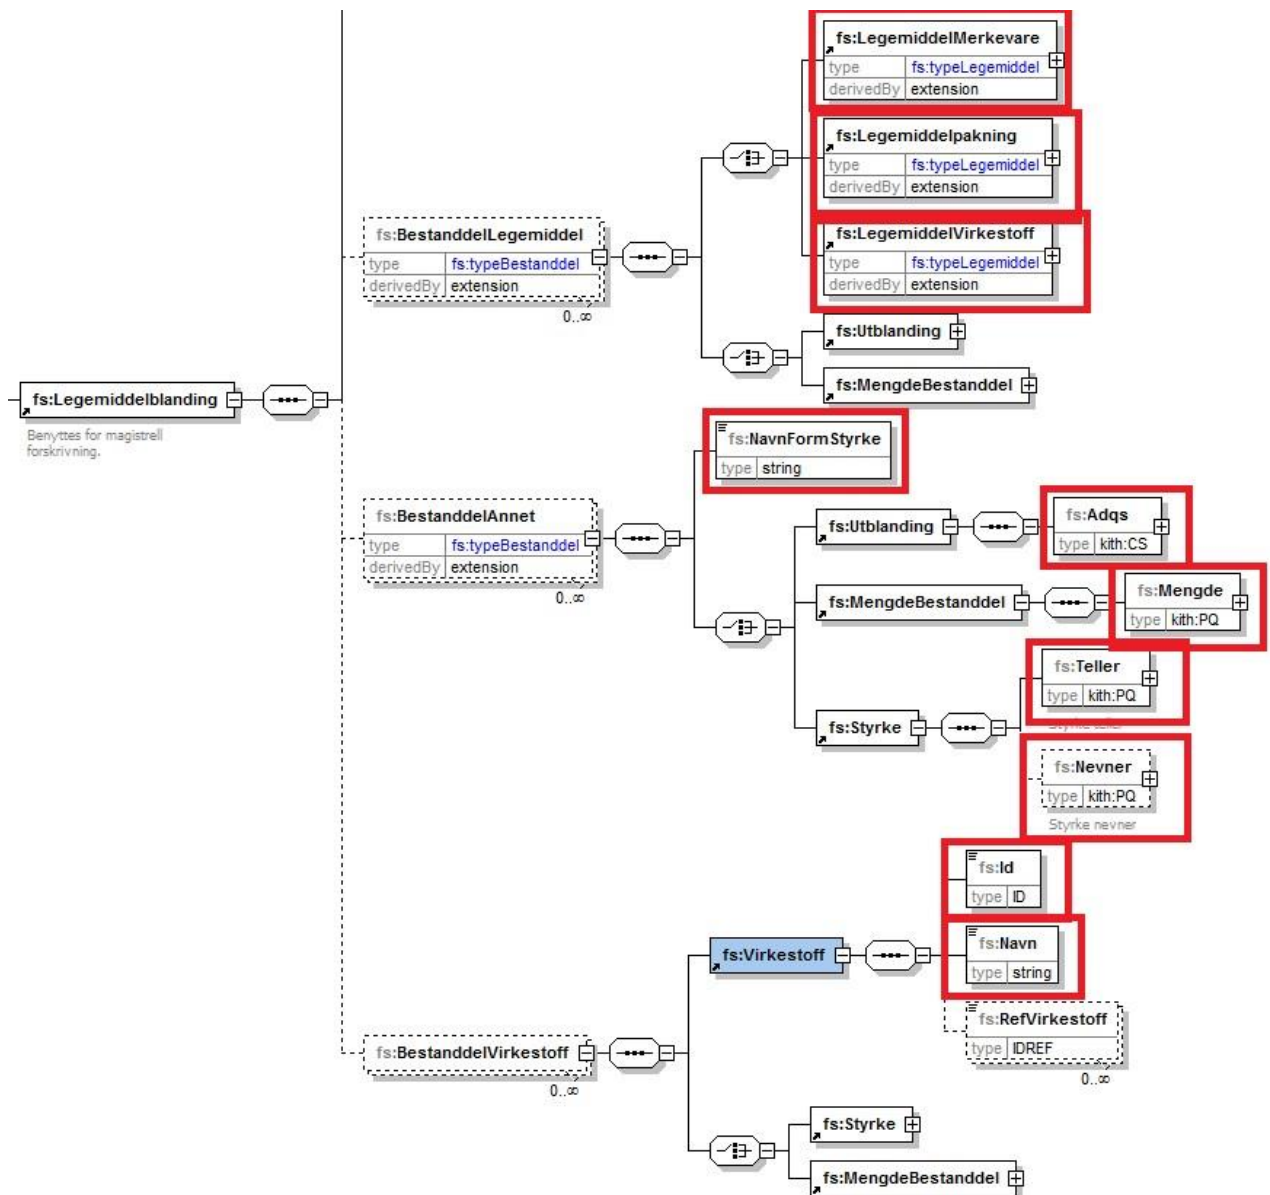 fs:LegemiddelMerkevare
type fs:typeLegemiddel
derivedBy extension
fs:Legemiddelpakning
type fs:typeLegemiddel
derivedBy extension
fs:BestanddelLegemiddel
type fs:typeBestanddel
derivedBy extension
0..∞
fs:LegemiddelVirkestoff
type fs:typeLegemiddel
derivedBy extension
fs:Utblanding
fs:MengdeBestanddel
fs:Legemiddelblanding
Benyttes for magistrell
forskrivning.
fs:NavnFormStyrke
type string
fs:BestanddelAnnet
type fs:typeBestanddel
derivedBy extension
0..∞
fs:Utblanding
fs:Adqs
type kith:CS
fs:MengdeBestanddel
fs:Mengde
type kith:PQ
fs:Styrke
fs:Teller
type kith:PQ
Styrke teller
fs:Nevner
type kith:PQ
Styrke nevner
fs:Id
type ID
fs:Virkestoff
fs:Navn
type string
fs:RefVirkestoff
type IDREF
0..∞
fs:BestanddelVirkestoff
0..∞
fs:Styrke
fs:MengdeBestanddel